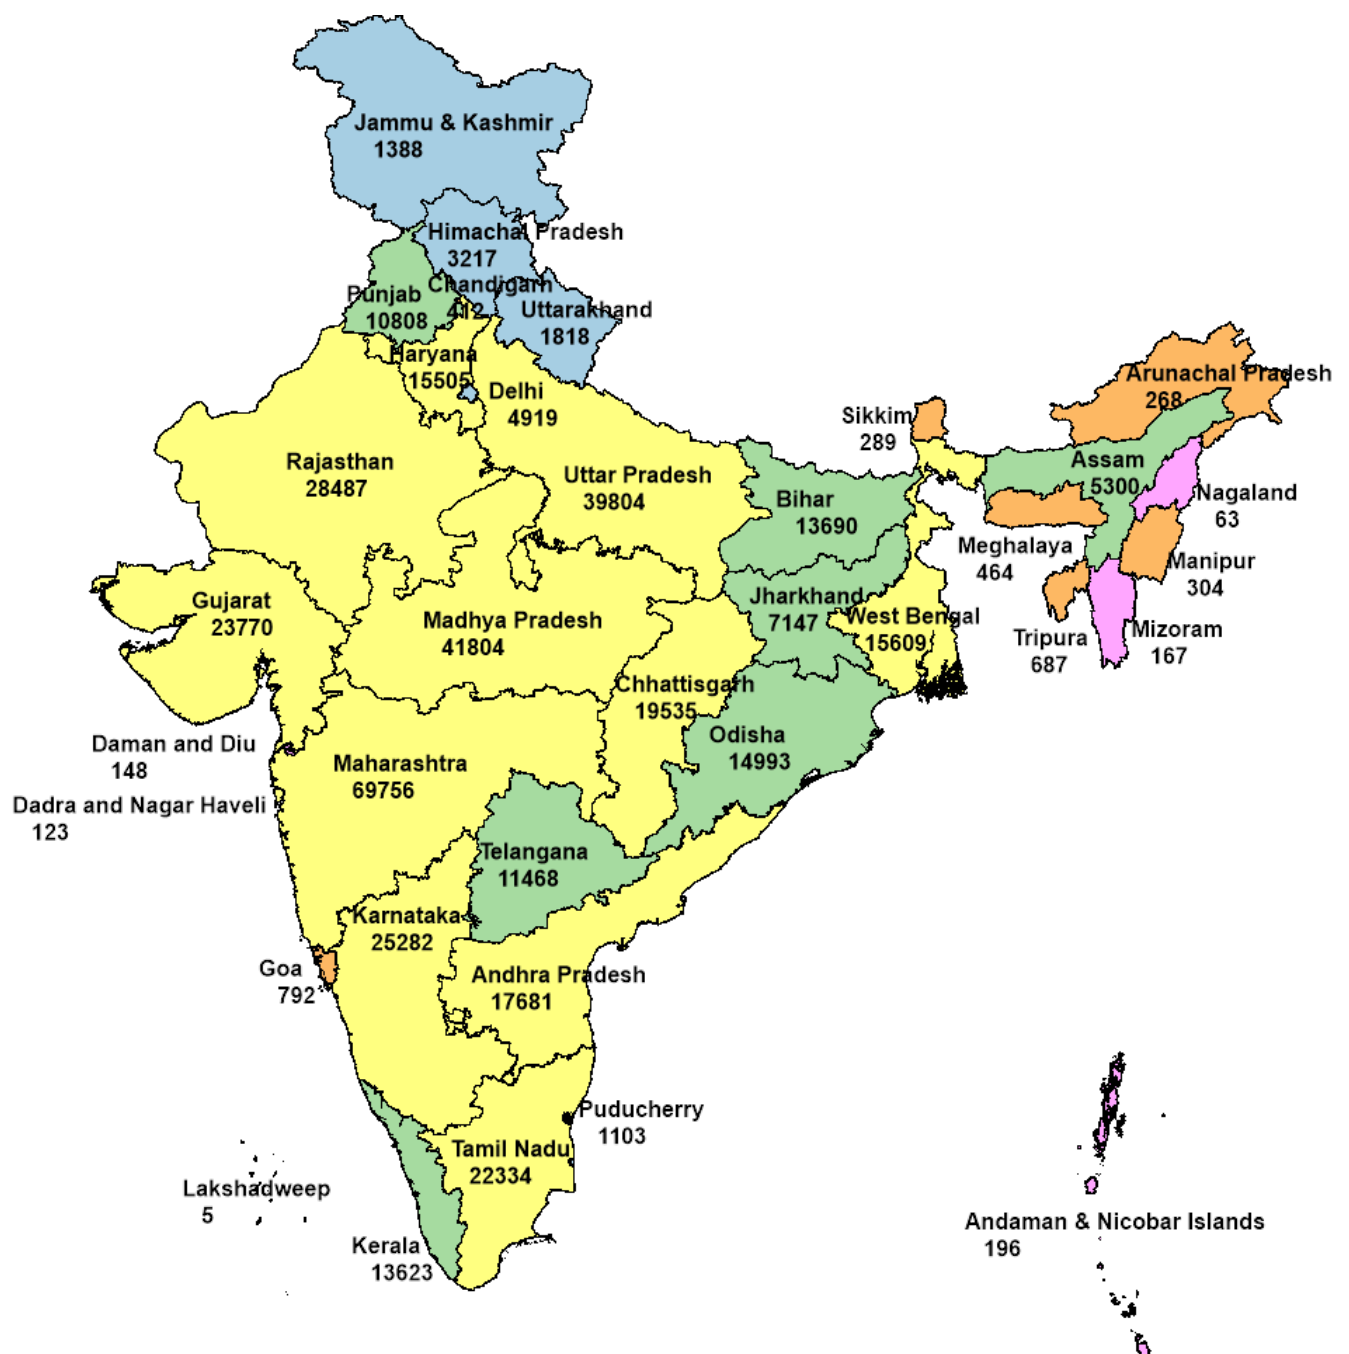 Jammu & Kashmir
1388
Himachal Pradesh
3217
Chandigarh
412
Punjab
10808
Uttarakhand
1818
Haryana
15505
Delhi
4919
Arunachal Pradesh
268
Sikkim
289
Rajasthan
28487
Uttar Pradesh
39804
Assam
5300
Bihar
13690
Nagaland
63
Meghalaya
464
Manipur
304
Gujarat
23770
Jharkhand
7147
Madhya Pradesh
41804
West Bengal
15609
Tripura
687
Mizoram
167
Chhattisgarh
19535
Daman and Diu
148
Odisha
14993
Maharashtra
69756
Dadra and Nagar Haveli
123
Telangana
11468
Karnataka
25282
Goa
792
Andhra Pradesh
17681
Puducherry
1103
Tamil Nadu
22334
Lakshadweep
5
Andaman & Nicobar Islands
196
Kerala
13623